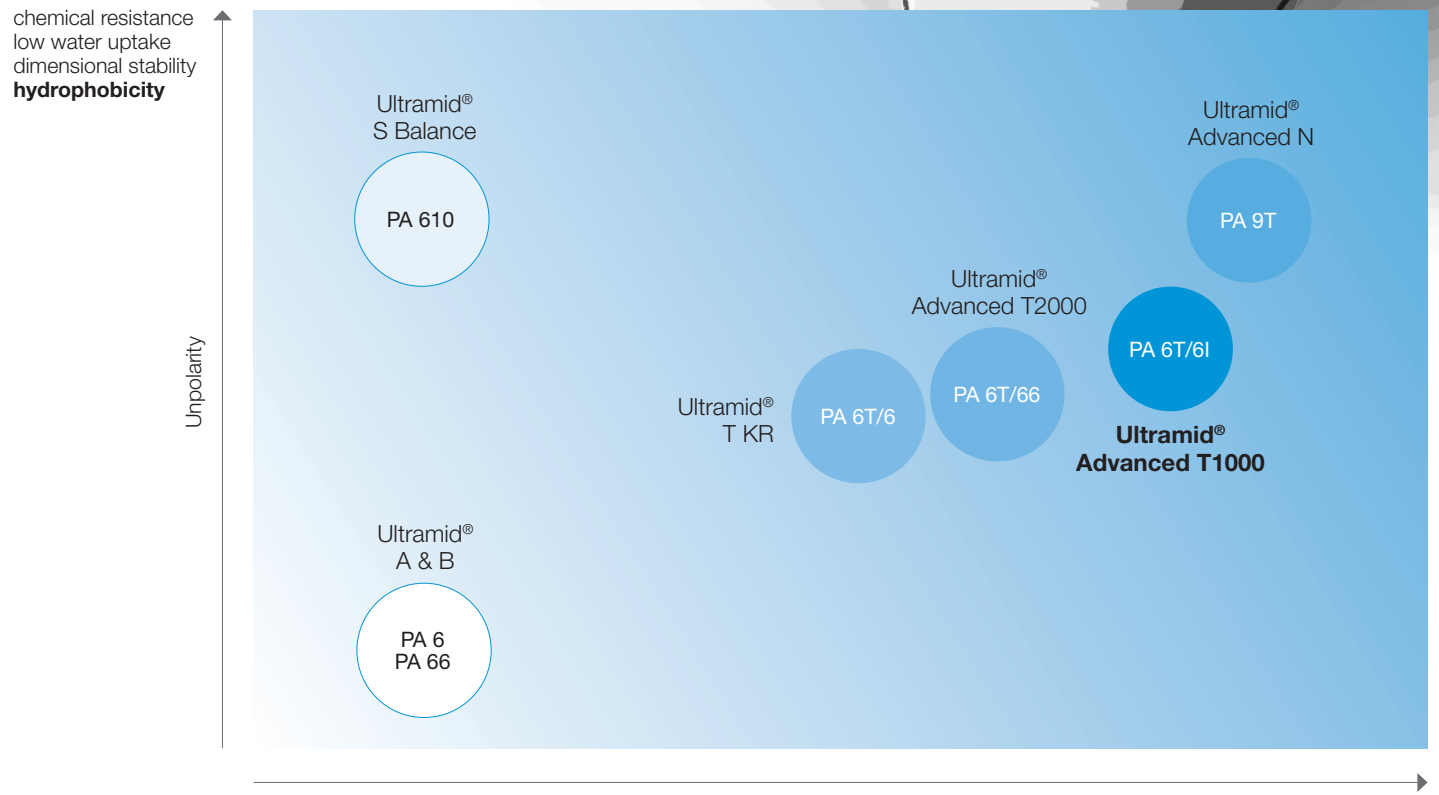 chemical resistance
low water uptake
dimensional stability
hydrophobicity
Unpolarity
Ultramid®
S Balance
PA 610
Ultramid®
Advanced N
PA 9T
Ultramid®
Advanced T2000
PA 6T/66
PA 6T/6I
Ultramid®
Advanced T1000
Ultramid®
T KR
PA 6T/6
Ultramid®
A & B
PA 6
PA 66